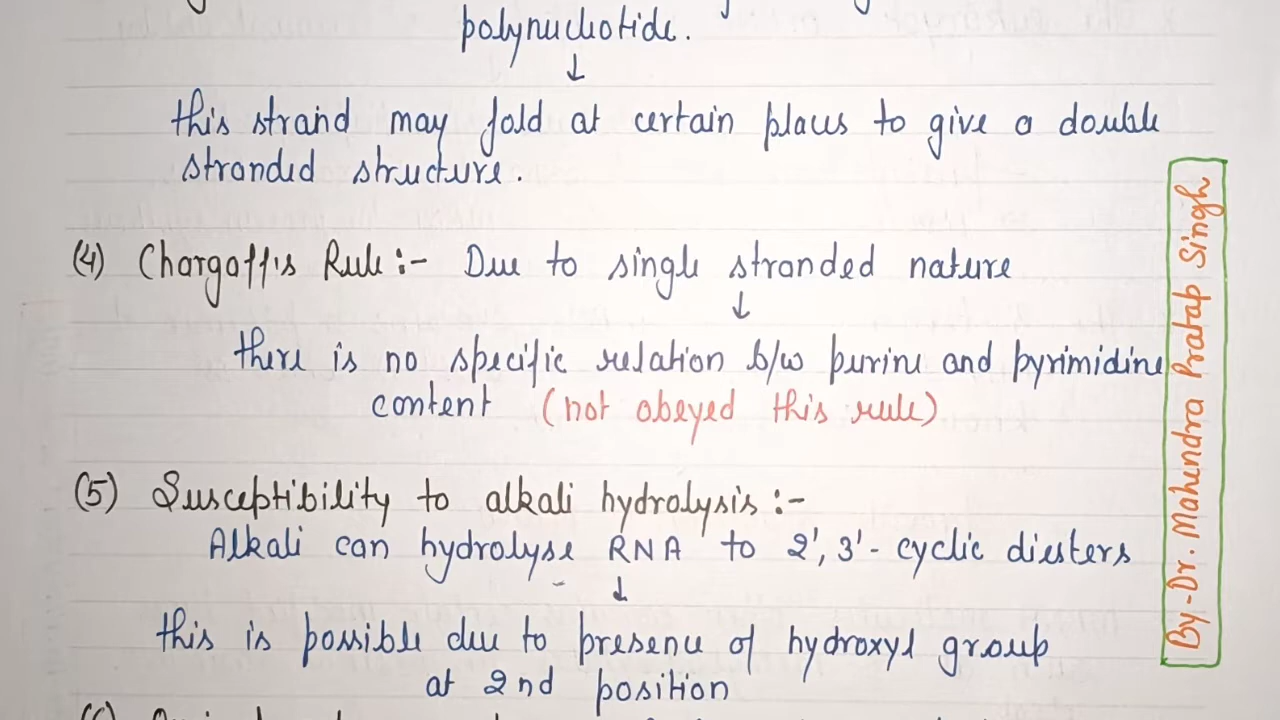 polynucleotide.
↓
this strand may fold at certain places to give a double
stranded structure.
(4) Chargaff's Rule :- Due to single stranded nature
↓
there is no specific relation b/w purine and pyrimidine
content (not obeyed this rule)
(5) Susceptibility to alkali hydrolysis :-
Alkali can hydrolyse RNA to 2', 3'- cyclic diesters
↓
this is possible due to presence of hydroxyl group
at 2nd position
By-Dr. Mahendra Pratap Singh